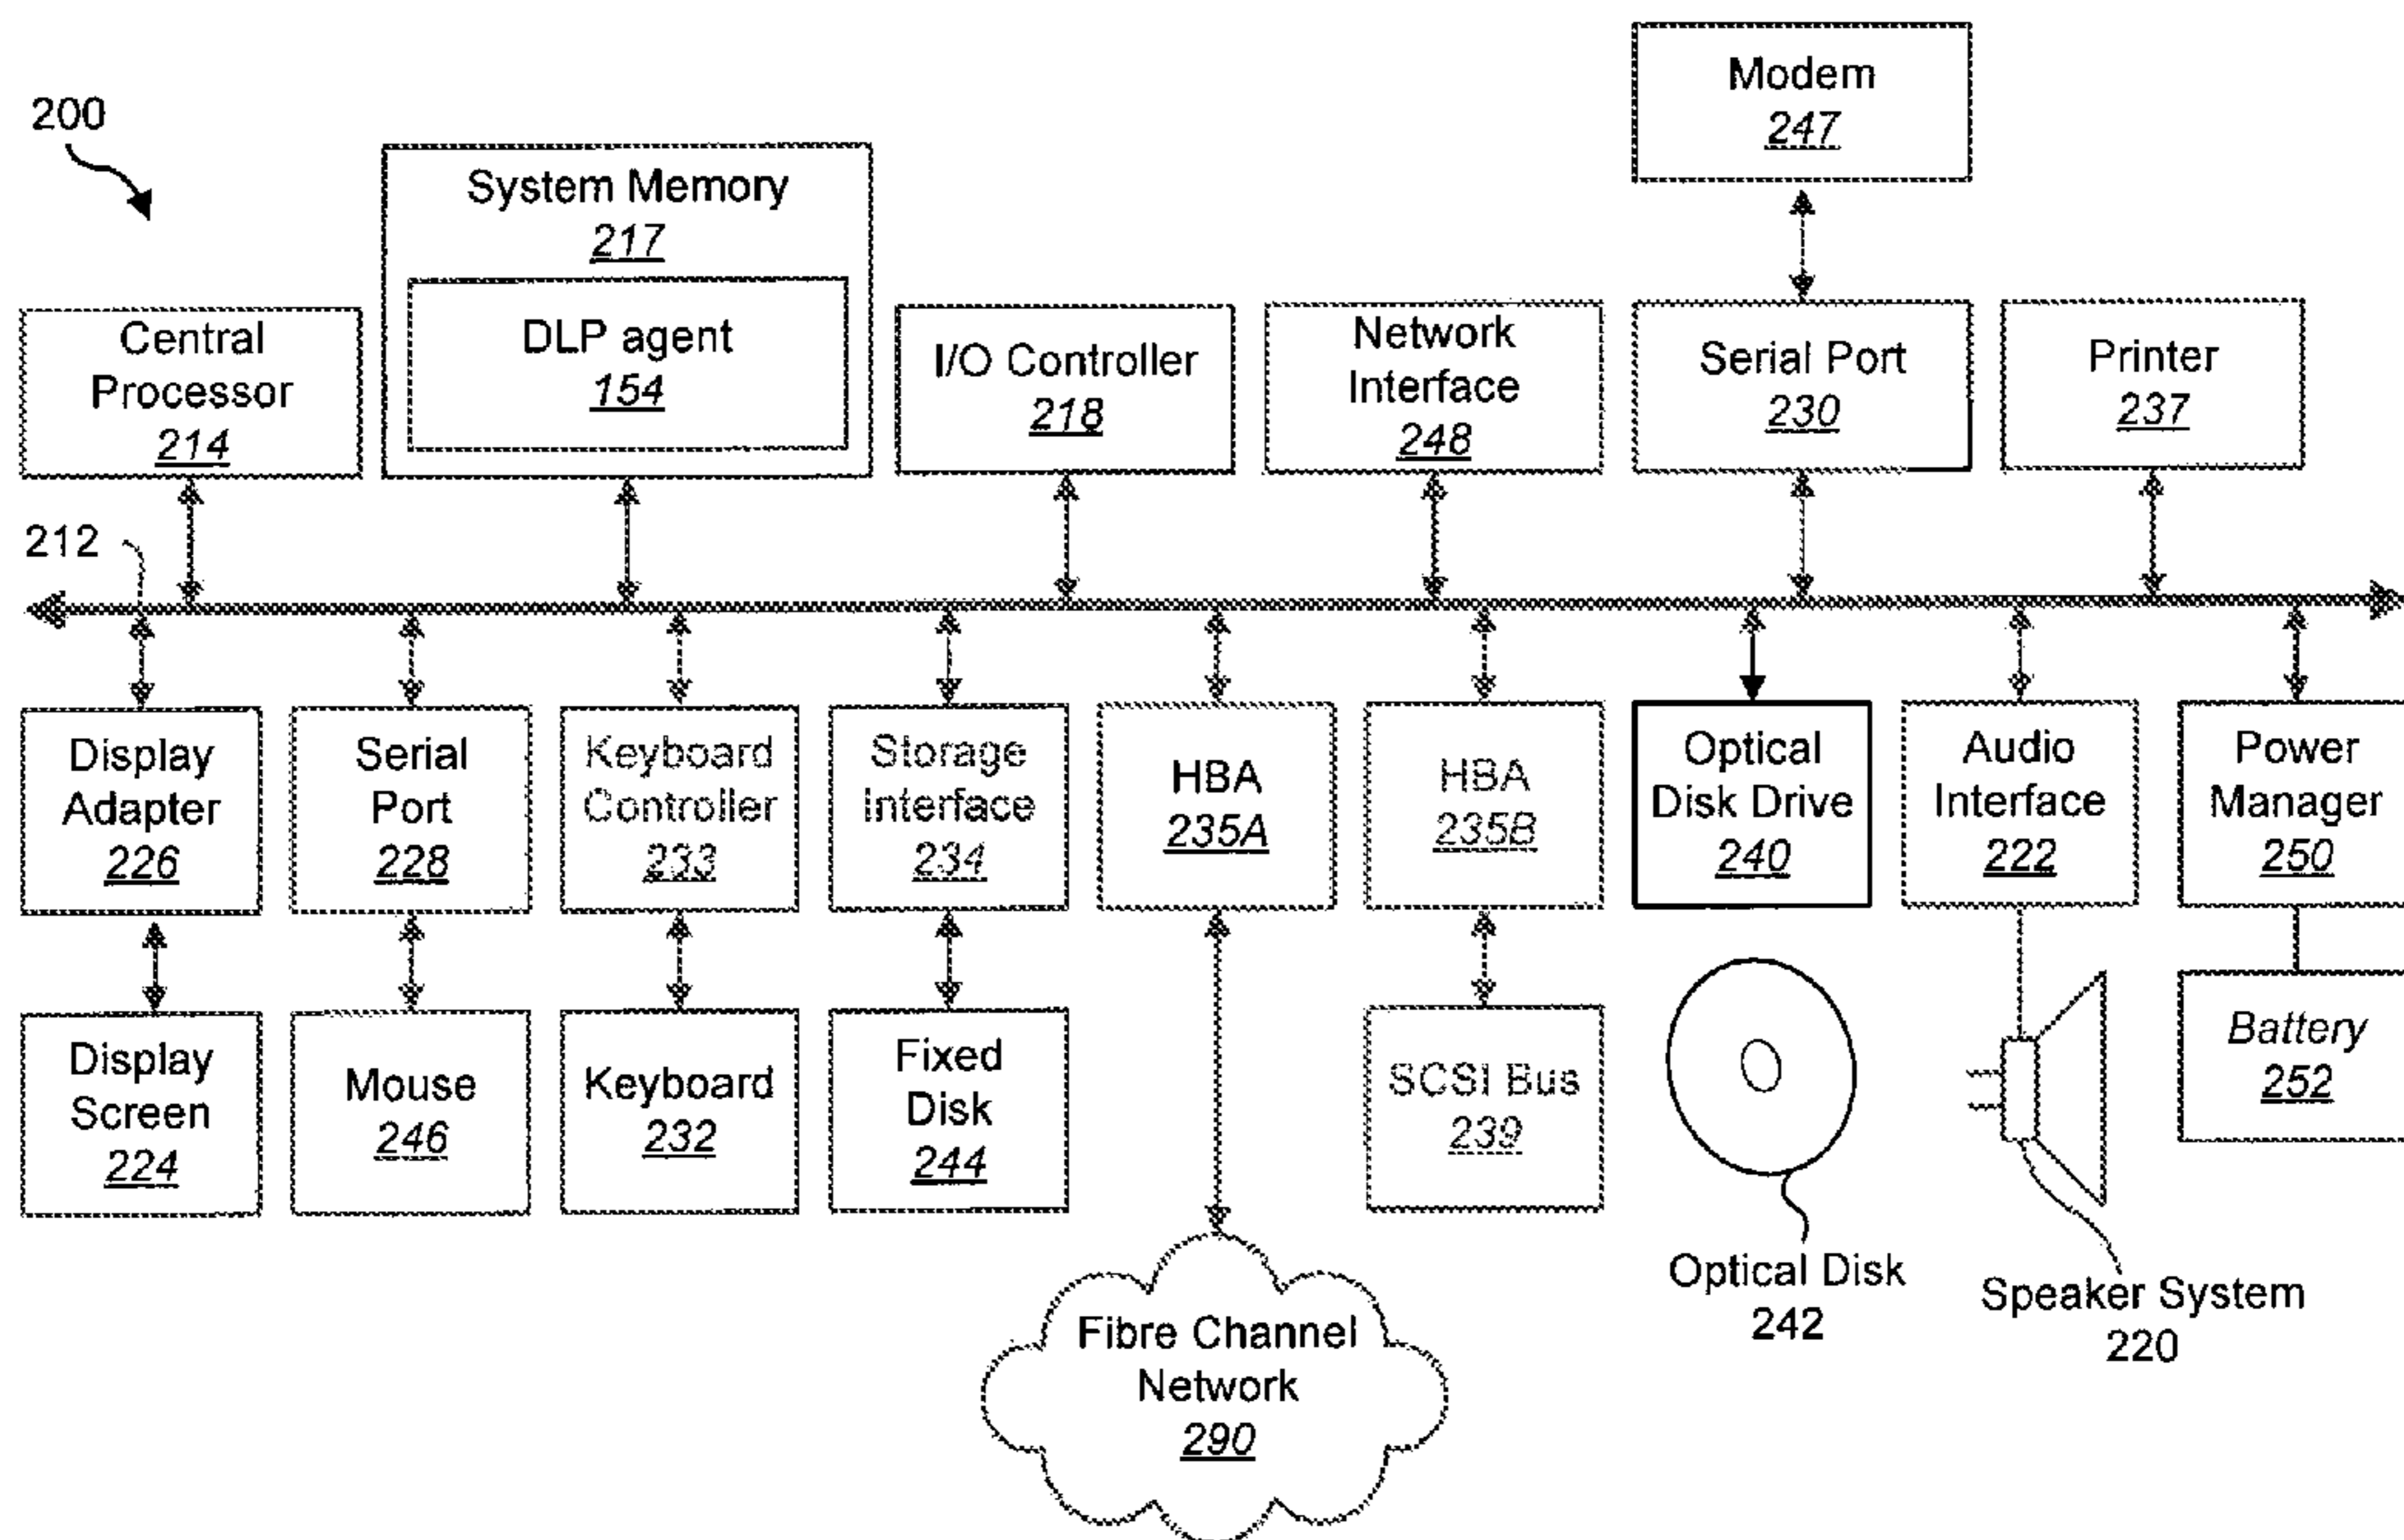 200
Modem
247
System Memory
217
DLP agent
154
Central
Processor
214
I/O Controller
218
Network
Interface
248
Serial Port
230
Printer
237
212
Display
Adapter
226
Serial
Port
228
Keyboard
Controller
233
Storage
Interface
234
HBA
235A
HBA
235B
Optical
Disk Drive
240
Audio
Interface
222
Power
Manager
250
Display
Screen
224
Mouse
246
Keyboard
232
Fixed
Disk
244
SCSI Bus
239
Battery
252
Optical Disk
242
Speaker System
220
Fibre Channel
Network
290